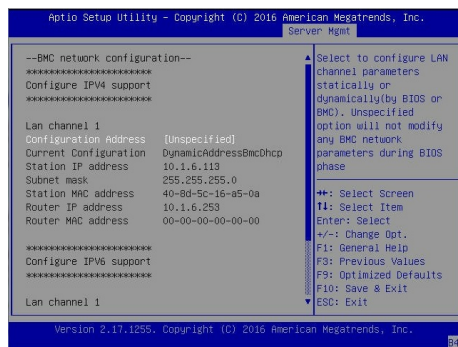 Aptio Setup Utility – Copyright (C) 2016 American Megatrends, Inc.
Server Mgmt
--BMC network configuration--
************************
Configure IPV4 support
************************
Lan channel 1
Configuration Address [Unspecified]
Current Configuration DynamicAddressBmcDhcp
Station IP address 10.1.6.113
Subnet mask 255.255.255.0
Station MAC address 40-8d-5c-16-a5-0a
Router IP address 10.1.6.253
Router MAC address 00-00-00-00-00-00
************************
Configure IPV6 support
************************
Lan channel 1
Select to configure LAN
channel parameters
statically or
dynamically(by BIOS or
BMC). Unspecified
option will not modify
any BMC network
parameters during BIOS
phase
→←: Select Screen
↑↓: Select Item
Enter: Select
+/-: Change Opt.
F1: General Help
F3: Previous Values
F9: Optimized Defaults
F10: Save & Exit
ESC: Exit
Version 2.17.1255. Copyright (C) 2016 American Megatrends, Inc.